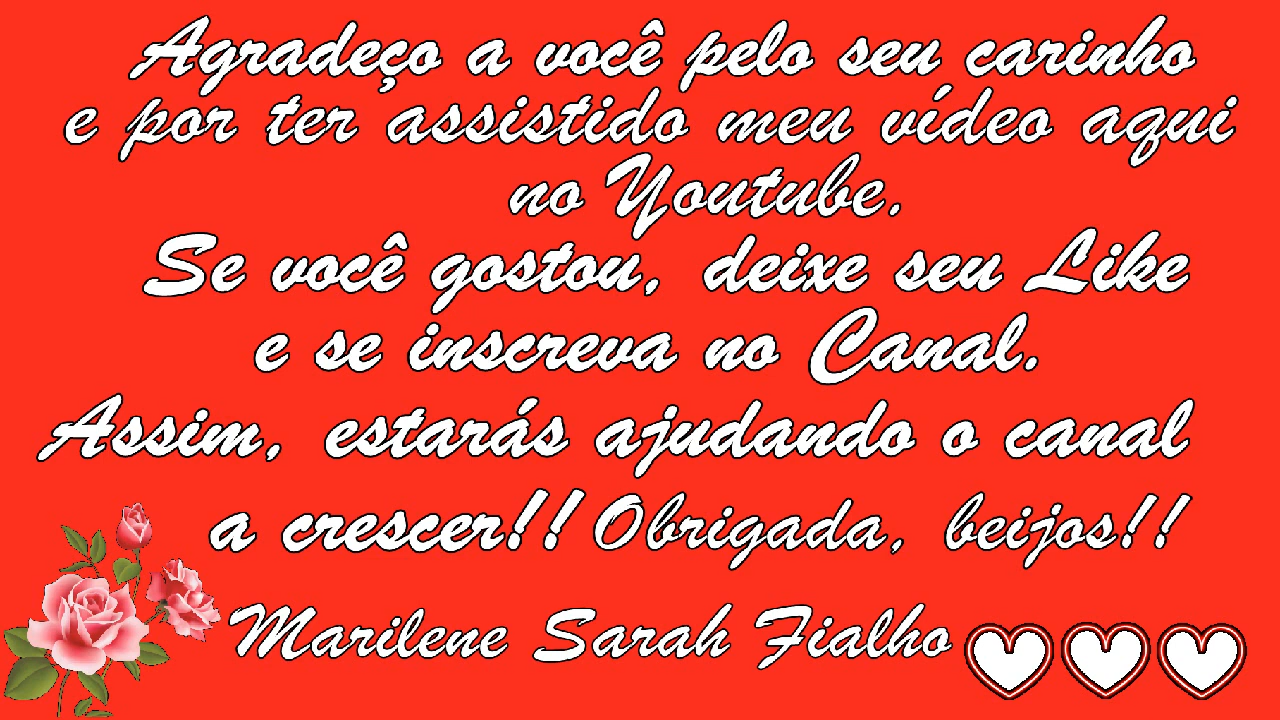 Agradeço a você pelo seu carinho
e por ter assistido meu vídeo aqui
no Youtube.
Se você gostou, deixe seu Like
e se inscreva no Canal.
Assim, estarás ajudando o canal
a crescer!! Obrigada, beijos!!
Marilene Sarah Fialho